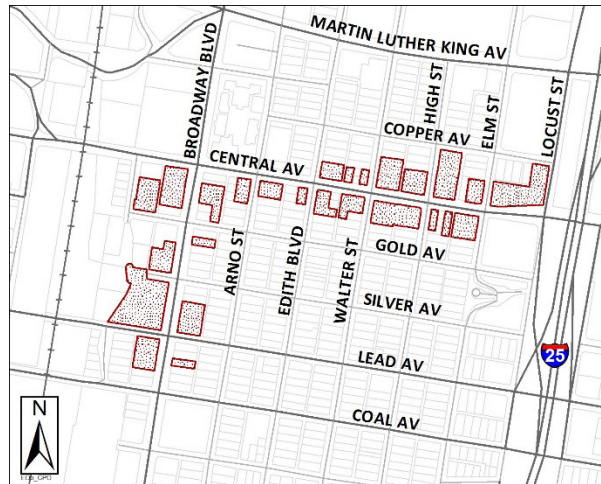 MARTIN LUTHER KING AV
BROADWAY BLVD
HIGH ST
ELM ST
LOCUST ST
COPPER AV
CENTRAL AV
GOLD AV
ARNO ST
EDITH BLVD
WALTER ST
SILVER AV
LEAD AV
25
COAL AV
N